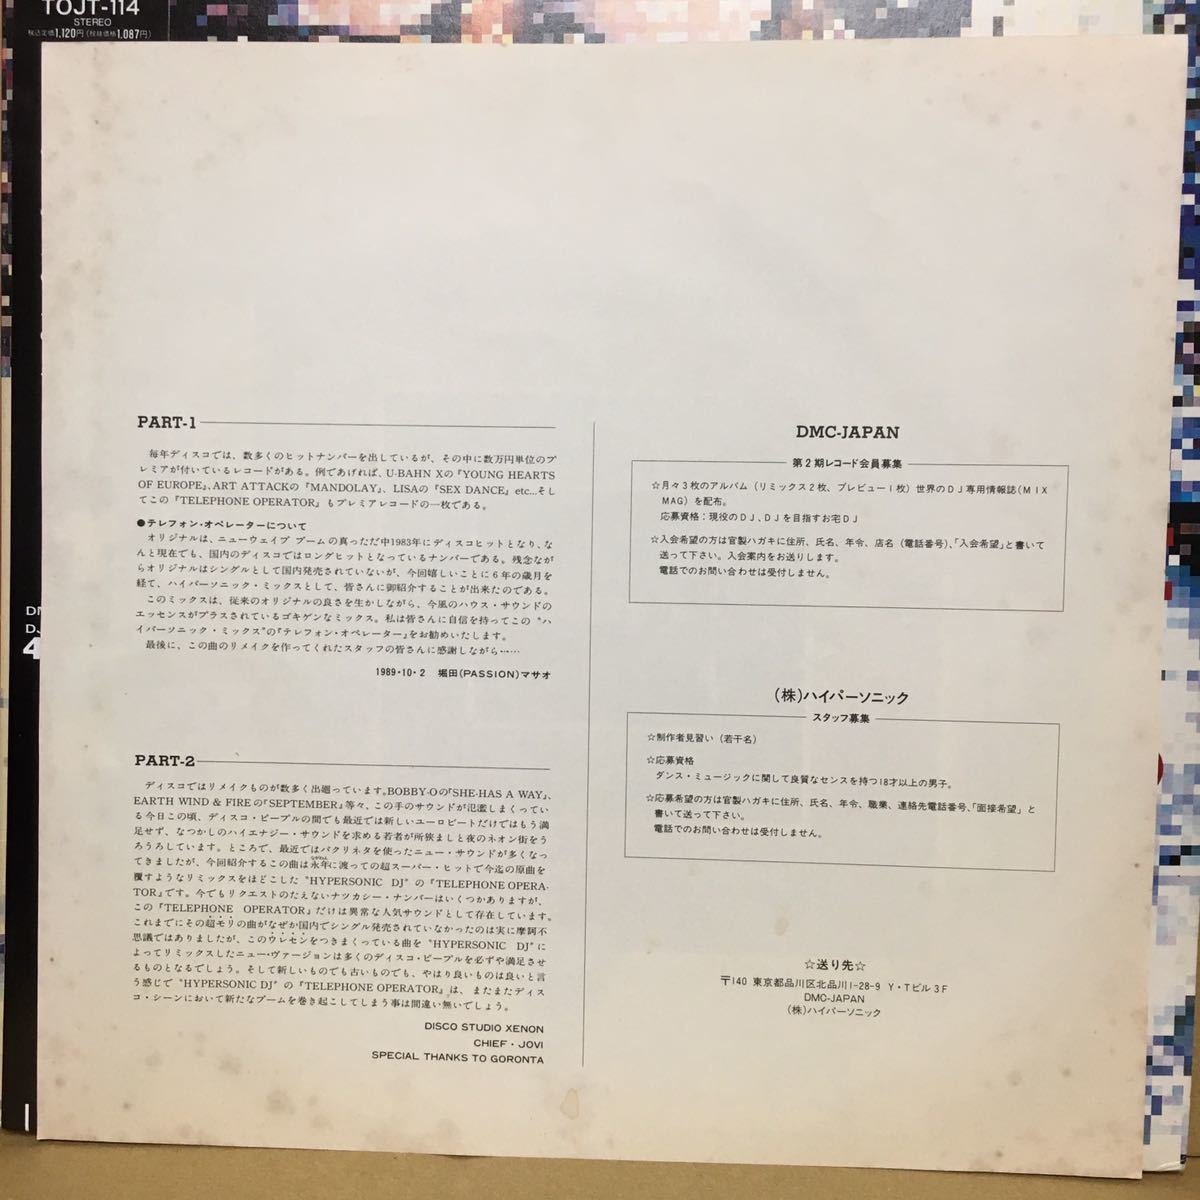 TOJT-114
STEREO
税込定価1,120円(税抜価格1,087円)
PART-1
毎年ディスコでは、数多くのヒットナンバーを出しているが、その中に数万円単位のプ
レミアが付いているレコードがある。例であげれば、U-BAHN Xの『YOUNG HEARTS
OF EUROPE』、ART ATTACKの『MANDOLAY』、LISAの『SEX DANCE』etc...そし
てこの『TELEPHONE OPERATOR』もプレミアレコードの一枚である。
●テレフォン・オペレーターについて
オリジナルは、ニューウェイブ ブームの真っただ中1983年にディスコヒットとなり、な
んと現在でも、国内のディスコではロングヒットとなっているナンバーである。残念なが
らオリジナルはシングルとして国内発売されていないが、今回嬉しいことに6年の歳月を
経て、ハイパーソニック・ミックスとして、皆さんに御紹介することが出来たのである。
このミックスは、従来のオリジナルの良さを生かしながら、今風のハウス・サウンドの
エッセンスがプラスされているゴキゲンなミックス。私は皆さんに自信を持ってこの“ハ
イパーソニック・ミックス”の『テレフォン・オペレーター』をお勧めいたします。
最後に、この曲のリメイクを作ってくれたスタッフの皆さんに感謝しながら……
1989・10・2 堀田(PASSION)マサオ
PART-2
ディスコではリメイクものが数多く出廻っています。BOBBY-Oの『SHE・HAS A WAY』、
EARTH WIND & FIREの『SEPTEMBER』等々、この手のサウンドが氾濫しまくってい
る今日この頃、ディスコ・ピープルの間でも最近では新しいユーロビートだけではもう満
足せず、なつかしのハイエナジー・サウンドを求める若者が所狭ましと夜のネオン街をう
ろうろしています。ところで、最近ではパクリネタを使ったニュー・サウンドが多くなっ
てきましたが、今回紹介するこの曲は永年に渡っての超スーパー・ヒットで今迄の原曲を
覆すようなリミックスをほどこした“HYPERSONIC DJ”の『TELEPHONE OPERA-
TOR』です。今でもリクエストのたえないナツカシー・ナンバーはいくつかありますが、
この『TELEPHONE OPERATOR』だけは異常な人気サウンドとして存在しています。
これまでにその超モリの曲がなぜか国内でシングル発売されていなかったのは実に摩訶不
思議ではありましたが、このウレセンをつきまくっている曲を“HYPERSONIC DJ”に
よってリミックスしたニュー・ヴァージョンは多くのディスコ・ピープルを必ずや満足させ
るものとなるでしょう。そして新しいものでも古いものでも、やはり良いものは良いと言
う感じで“HYPERSONIC DJ”の『TELEPHONE OPERATOR』は、またまたディス
コ・シーンにおいて新たなブームを巻き起こしてしまう事は間違い無いでしょう。
DISCO STUDIO XENON
CHIEF・JOVI
SPECIAL THANKS TO GORONTA
DMC-JAPAN
第2期レコード会員募集
☆月々3枚のアルバム(リミックス2枚、プレビュー1枚)世界のDJ専用情報誌(MIX
MAG)を配布。
応募資格:現役のDJ、DJを目指すお宅DJ
☆入会希望の方は官製ハガキに住所、氏名、年令、店名(電話番号)、「入会希望」と書いて
送って下さい。入会案内をお送りします。
電話でのお問い合わせは受付しません。
(株)ハイパーソニック
スタッフ募集
☆制作者見習い(若干名)
☆応募資格
ダンス・ミュージックに関して良質なセンスを持つ18才以上の男子。
☆応募希望の方は官製ハガキに住所、氏名、年令、職業、連絡先電話番号、「面接希望」と
書いて送って下さい。
電話でのお問い合わせは受付しません。
☆送り先☆
〒140 東京都品川区北品川1-28-9 Y・Tビル3F
DMC-JAPAN
(株)ハイパーソニック